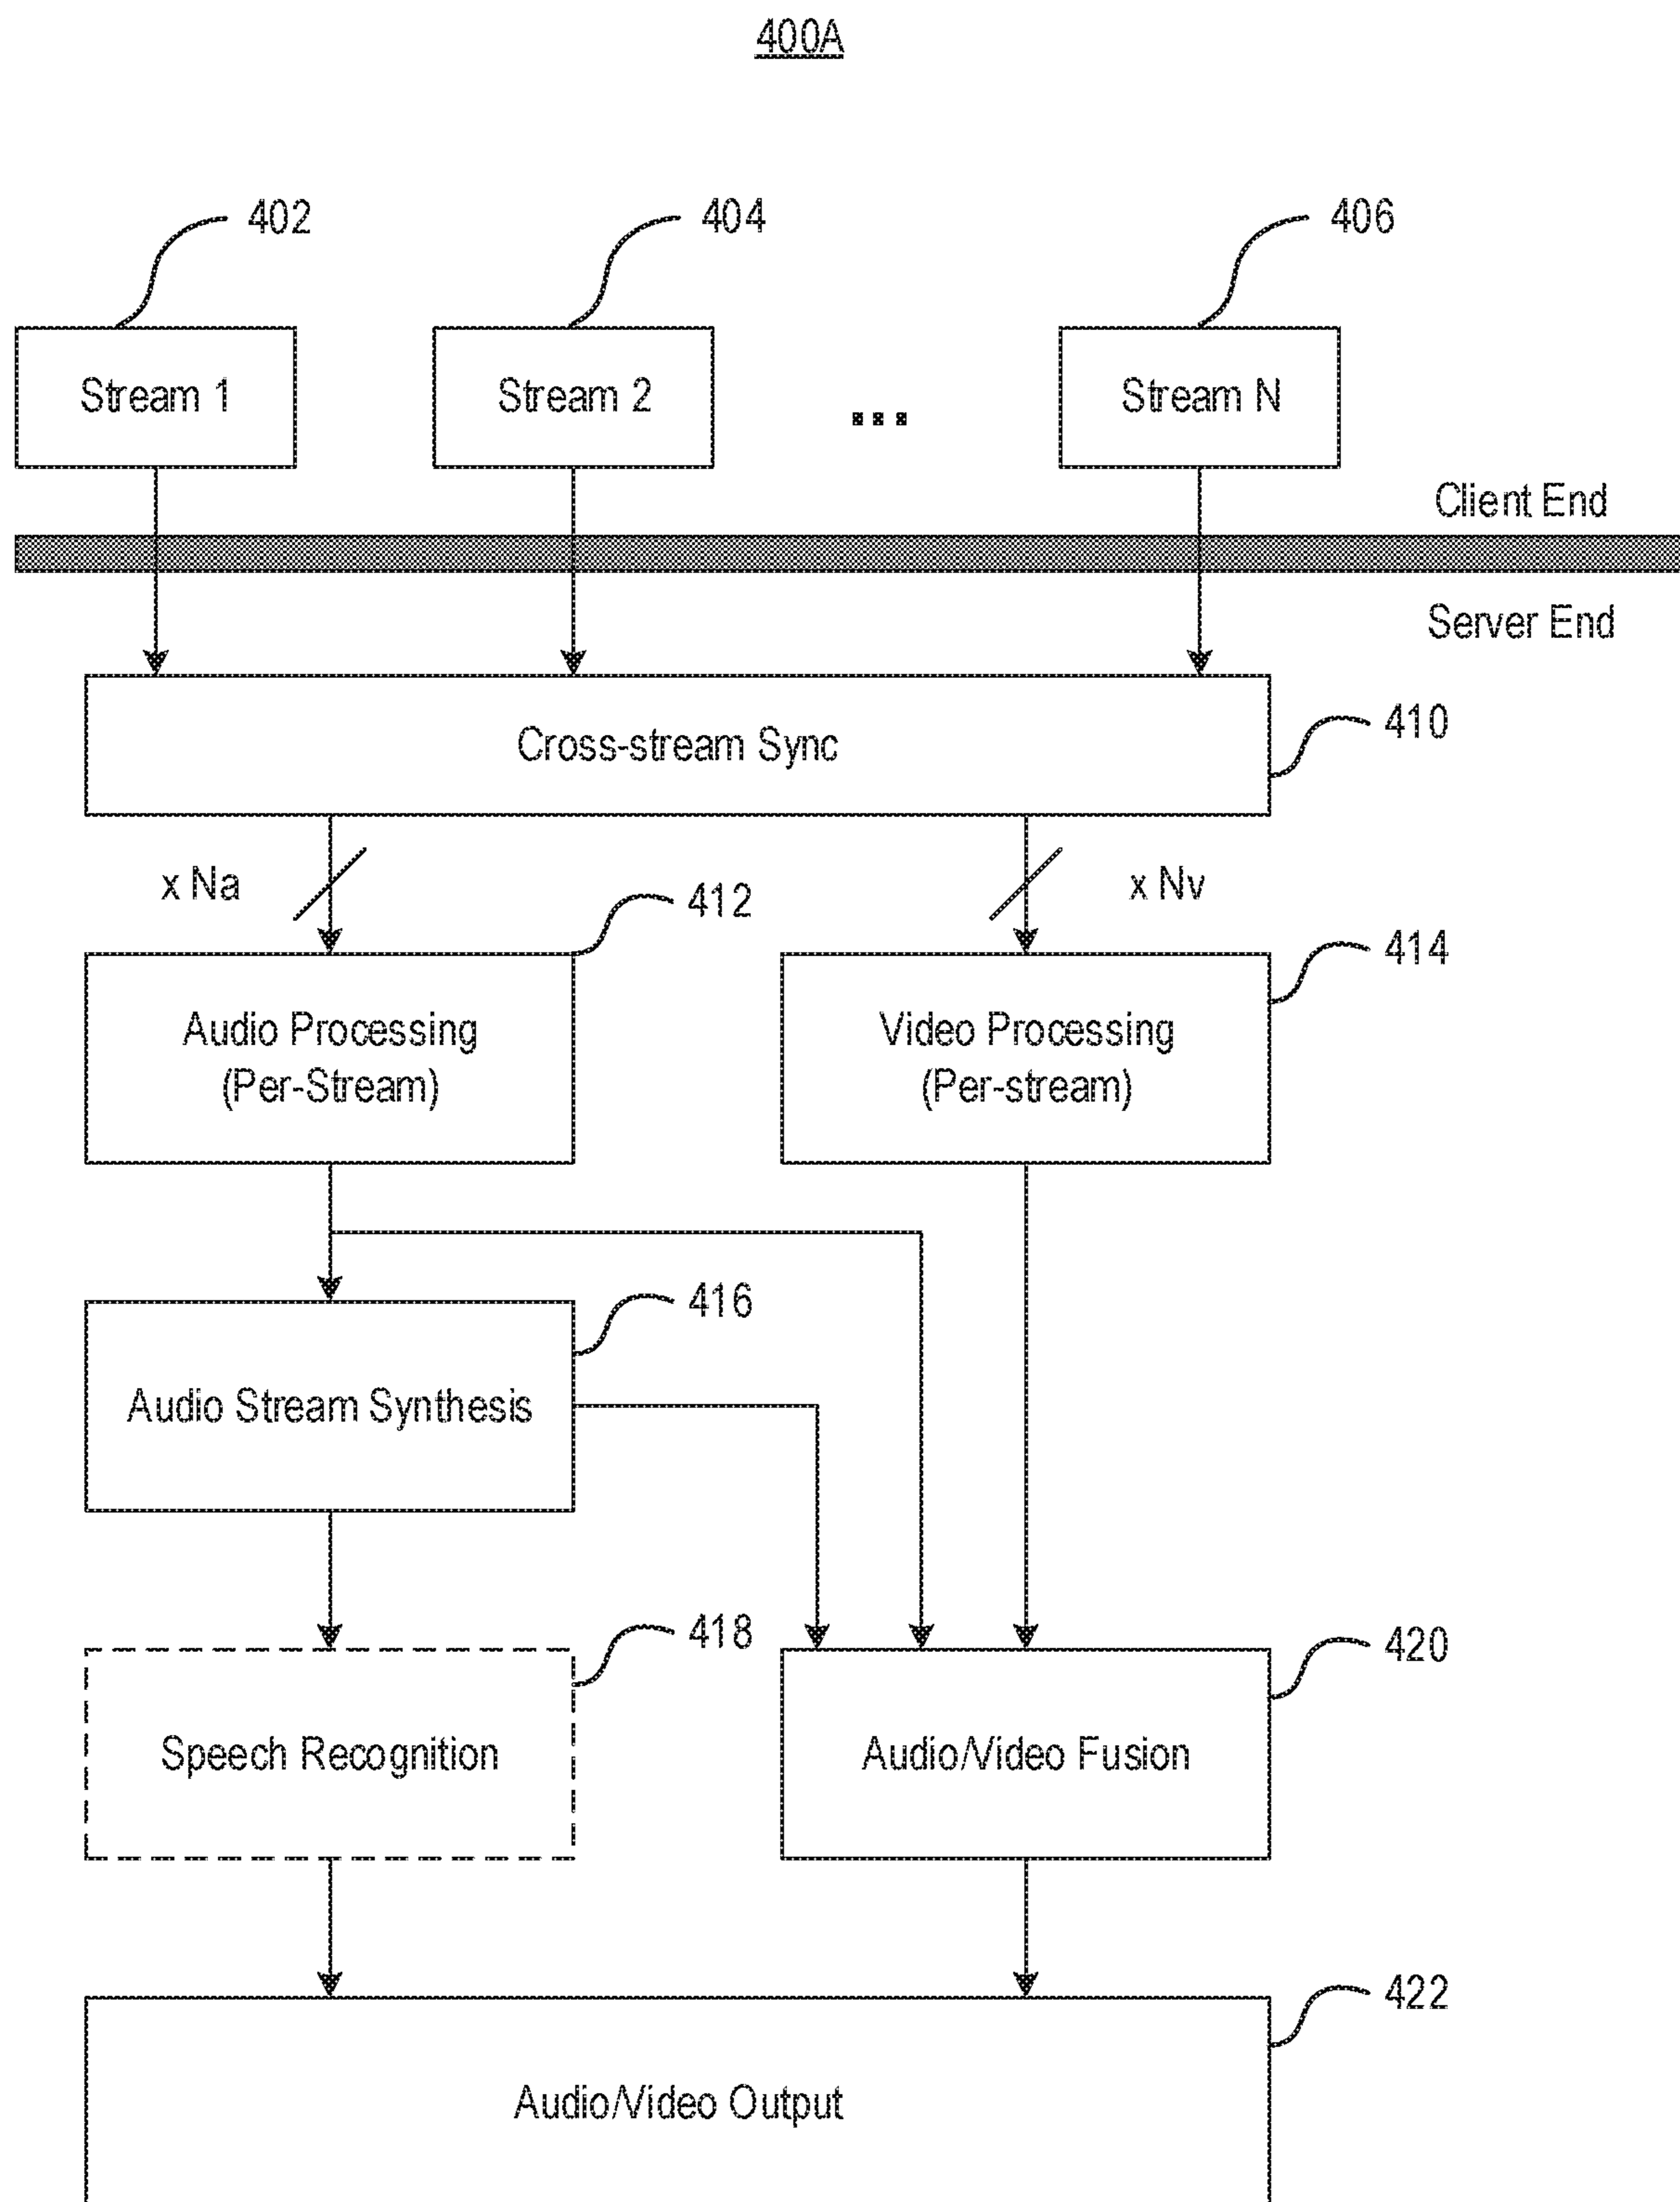 400A
402
404
406
Stream 1
Stream 2
...
Stream N
Client End
Server End
Cross-stream Sync
410
x Na
x Nv
412
414
Audio Processing
(Per-Stream)
Video Processing
(Per-stream)
416
Audio Stream Synthesis
418
420
Speech Recognition
Audio/Video Fusion
422
Audio/Video Output